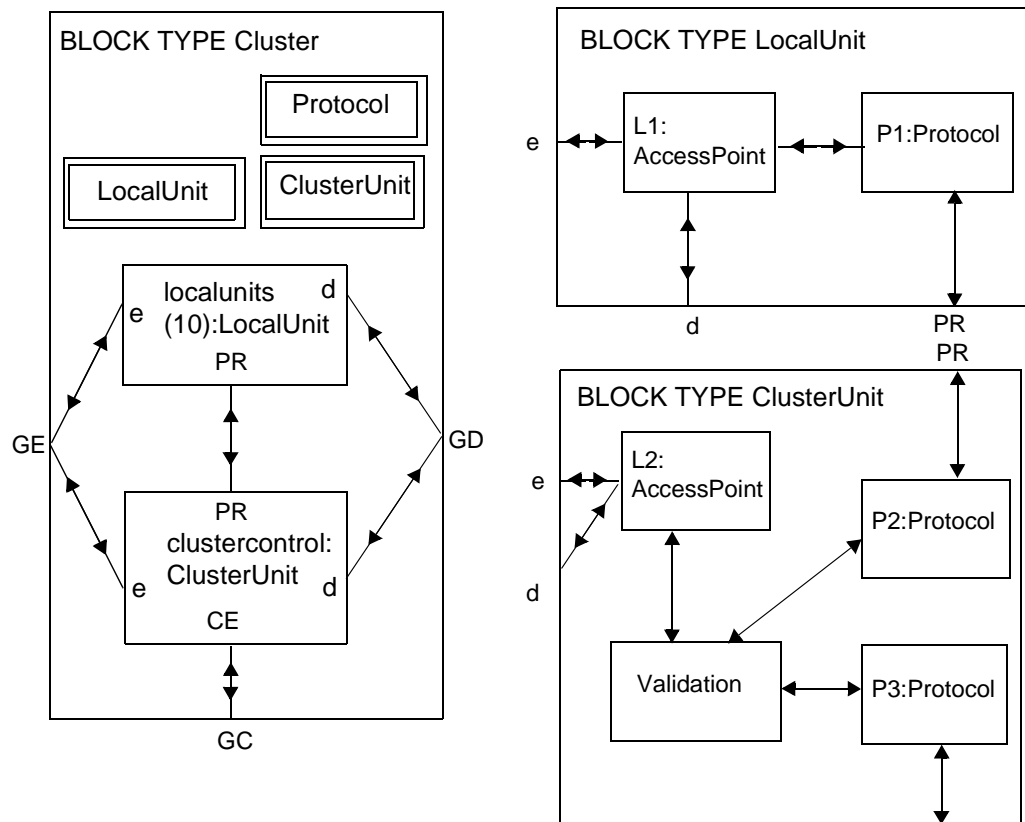 BLOCK TYPE Cluster
Protocol
LocalUnit
ClusterUnit
localunits
(10):LocalUnit
e
d
PR
GE
GD
PR
clustercontrol:
ClusterUnit
e
d
CE
GC
BLOCK TYPE LocalUnit
e
L1:
AccessPoint
P1:Protocol
d
PR
PR
BLOCK TYPE ClusterUnit
e
L2:
AccessPoint
d
P2:Protocol
Validation
P3:Protocol